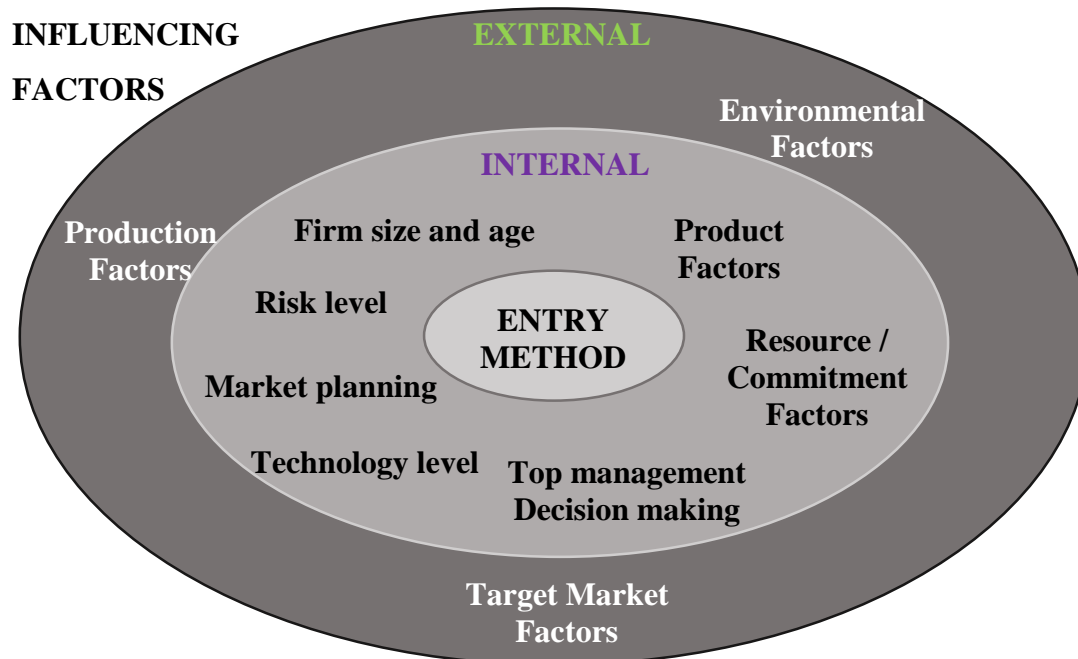 INFLUENCING
FACTORS
EXTERNAL
Environmental
Factors
INTERNAL
Production
Factors
Firm size and age
Product
Factors
Risk level
ENTRY
METHOD
Resource /
Commitment
Factors
Market planning
Technology level
Top management
Decision making
Target Market
Factors